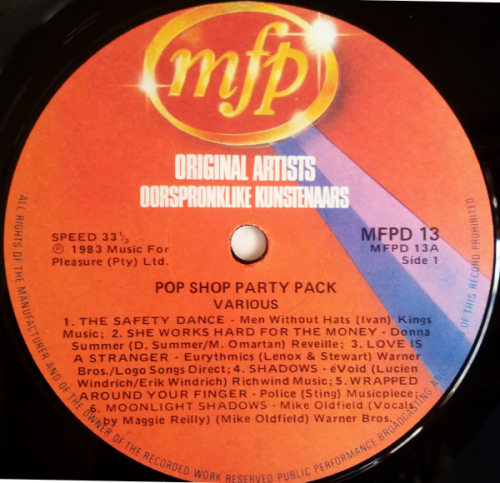 mfp
ORIGINAL ARTISTS
OORSPRONKLIKE KUNSTENAARS
SPEED 33⅓
℗ 1983 Music For
Pleasure (Pty) Ltd.
MFPD 13
MFPD 13A
Side 1
POP SHOP PARTY PACK
VARIOUS
1. THE SAFETY DANCE - Men Without Hats (Ivan) Kings
Music; 2. SHE WORKS HARD FOR THE MONEY - Donna
Summer (D. Summer/M. Omartan) Reveille; 3. LOVE IS
A STRANGER - Eurythmics (Lenox & Stewart) Warner
Bros./Logo Songs Direct; 4. SHADOWS - éVoid (Lucien
Windrich/Erik Windrich) Richwind Music; 5. WRAPPED
AROUND YOUR FINGER - Police (Sting) Musicpiece;
6. MOONLIGHT SHADOWS - Mike Oldfield (Vocals
by Maggie Reilly) (Mike Oldfield) Warner Bros.
ALL RIGHTS OF THE MANUFACTURER AND OF THE OWNER OF THE RECORDED WORK RESERVED PUBLIC PERFORMANCE BROADCASTING AND OF THIS RECORD PROHIBITED